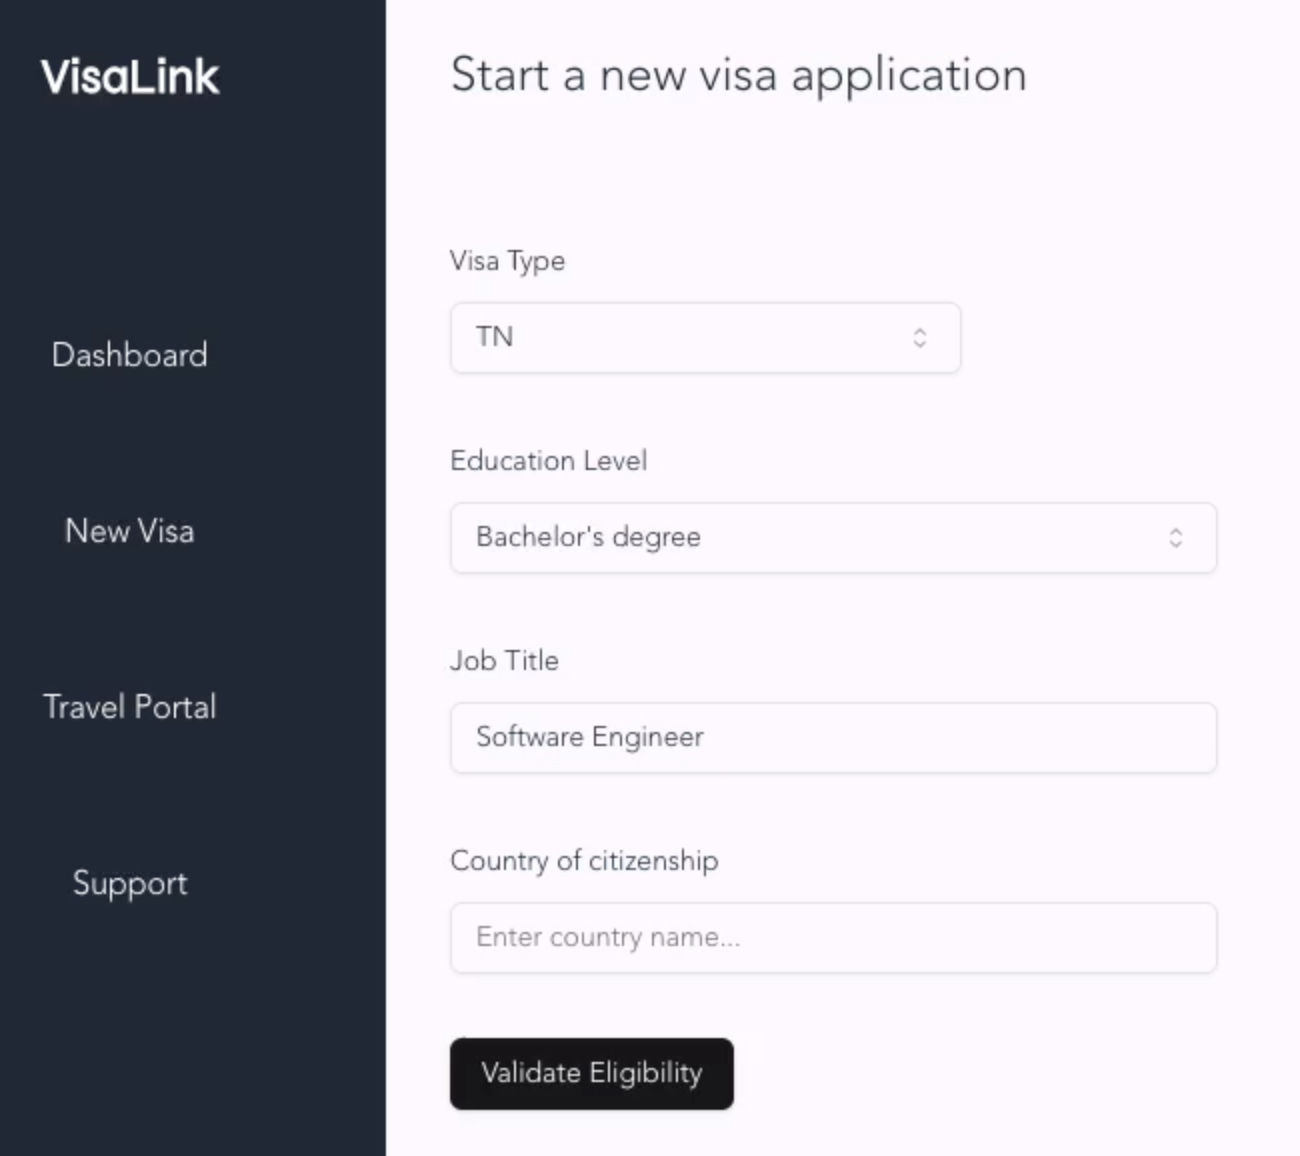 VisaLink
Dashboard
New Visa
Travel Portal
Support
Start a new visa application
Visa Type
TN
Education Level
Bachelor's degree
Job Title
Software Engineer
Country of citizenship
Enter country name...
Validate Eligibility